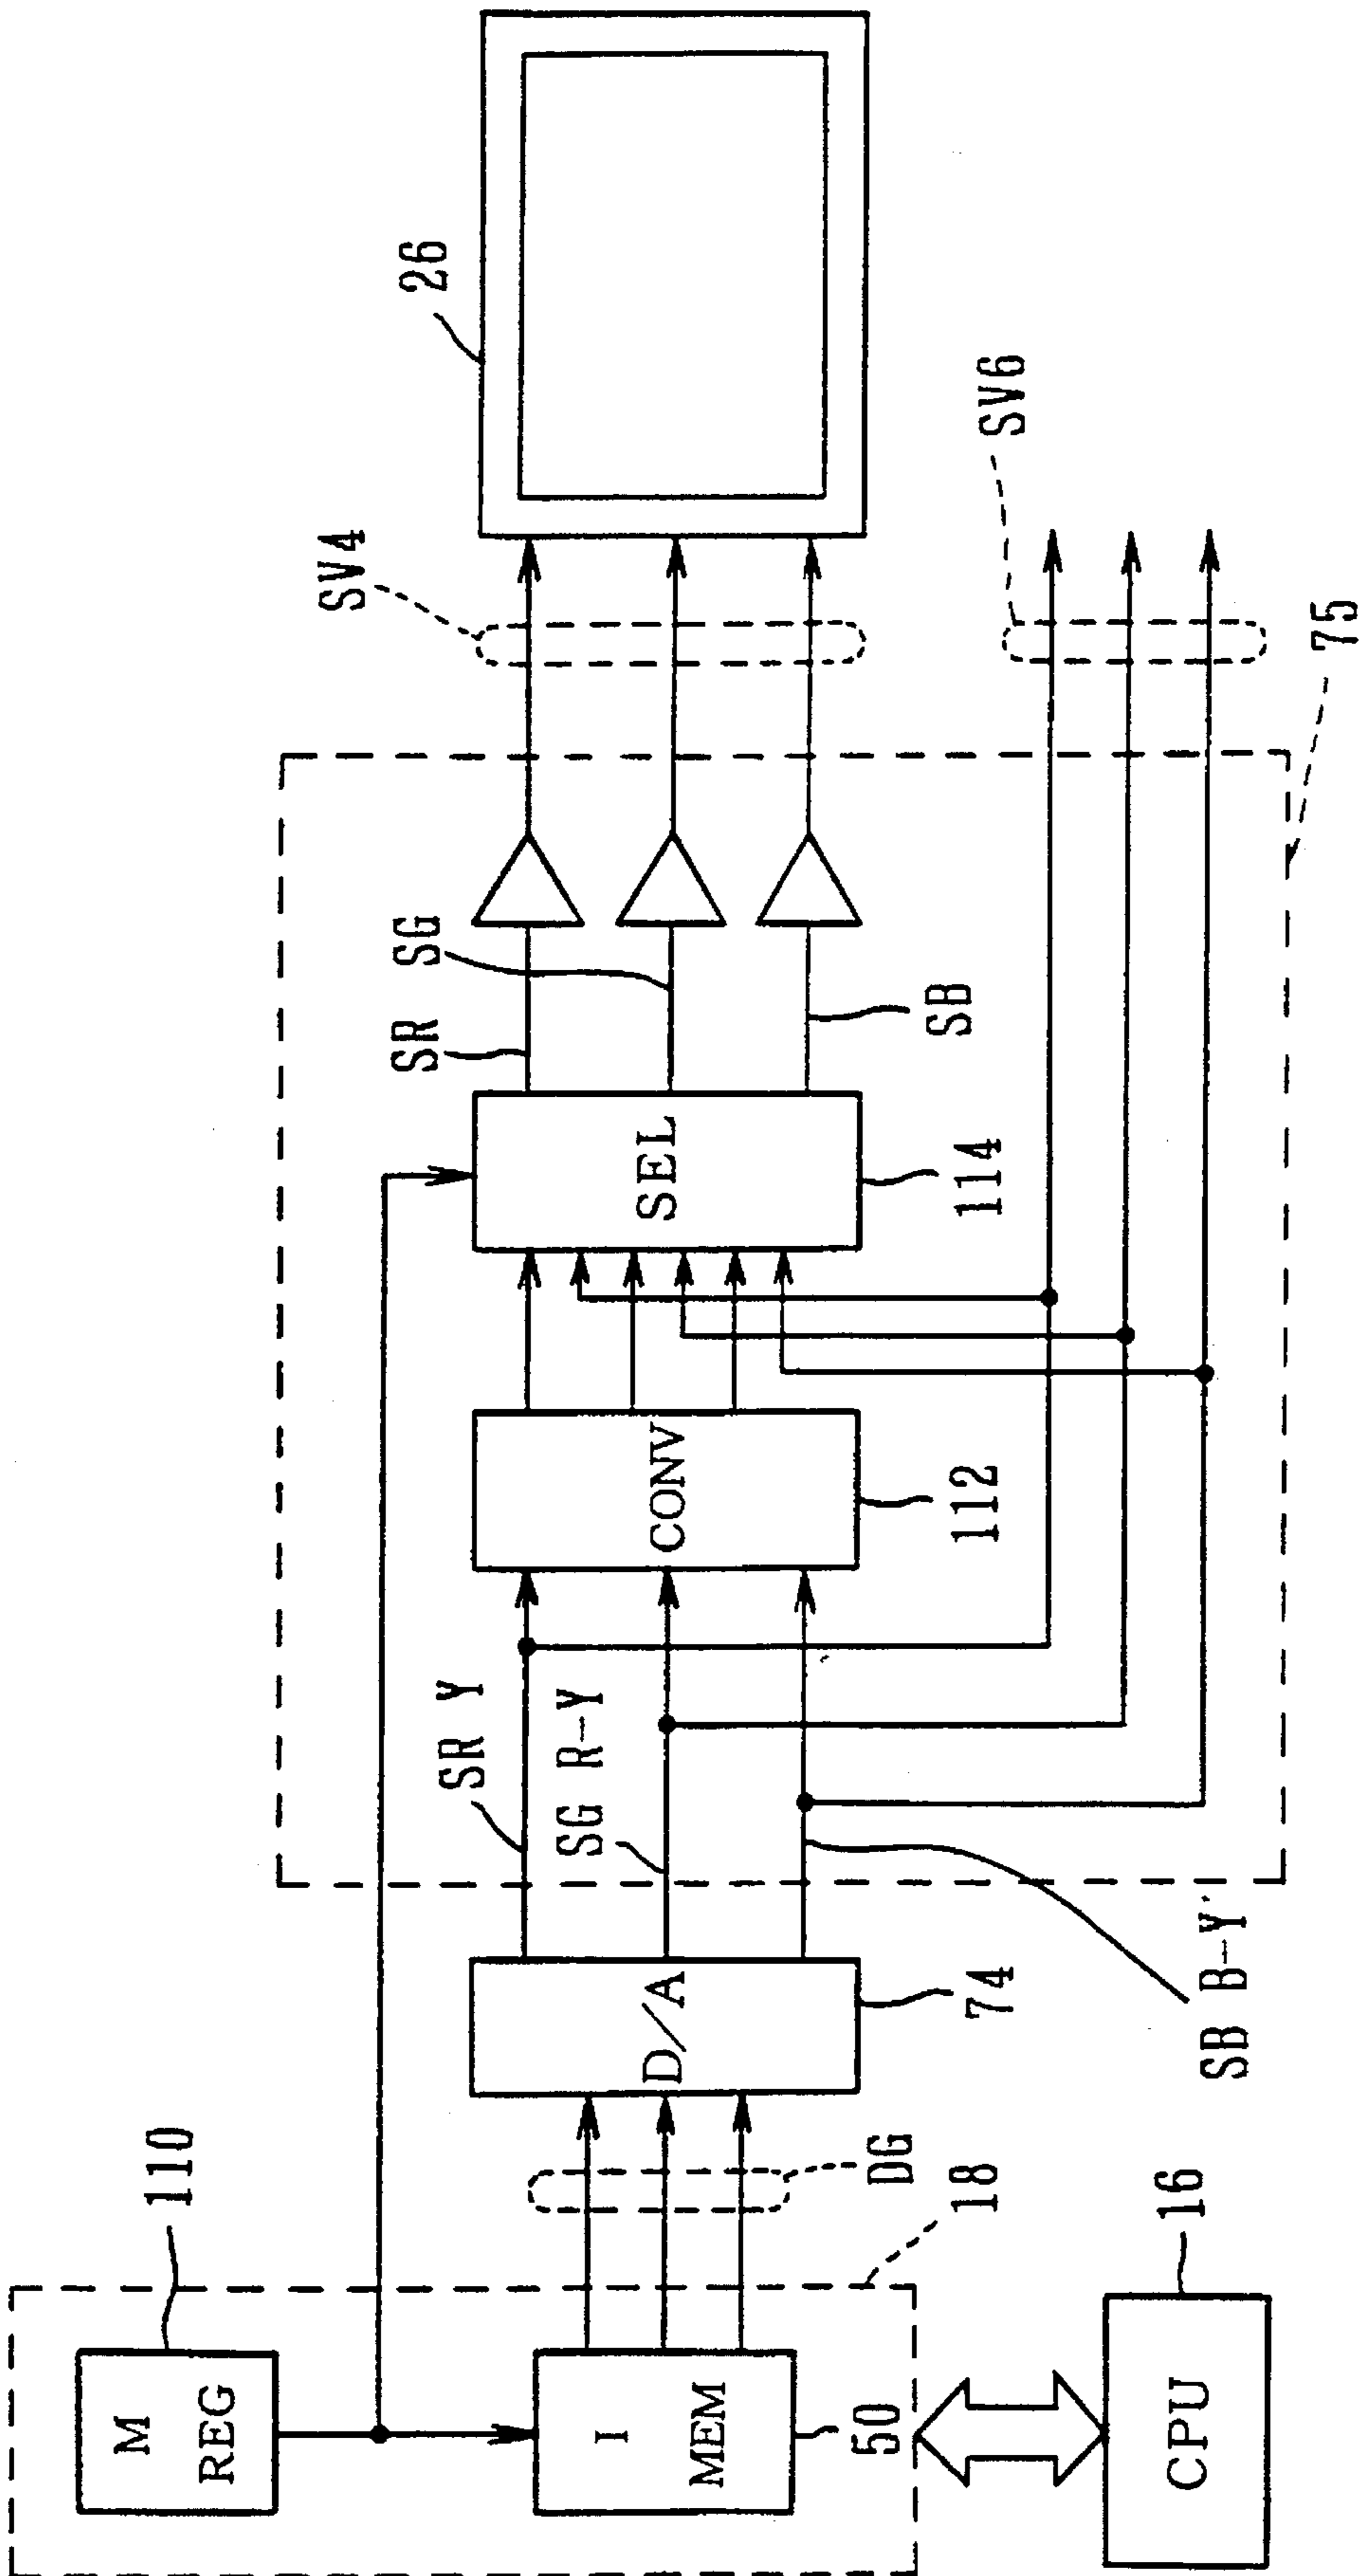 110
M
REG
I
MEM
50
18
DG
16
CPU
D/A
74
SR Y
SG R-Y
SB B-Y
CONV
112
SEL
114
SR
SG
SB
SV4
26
SV6
75